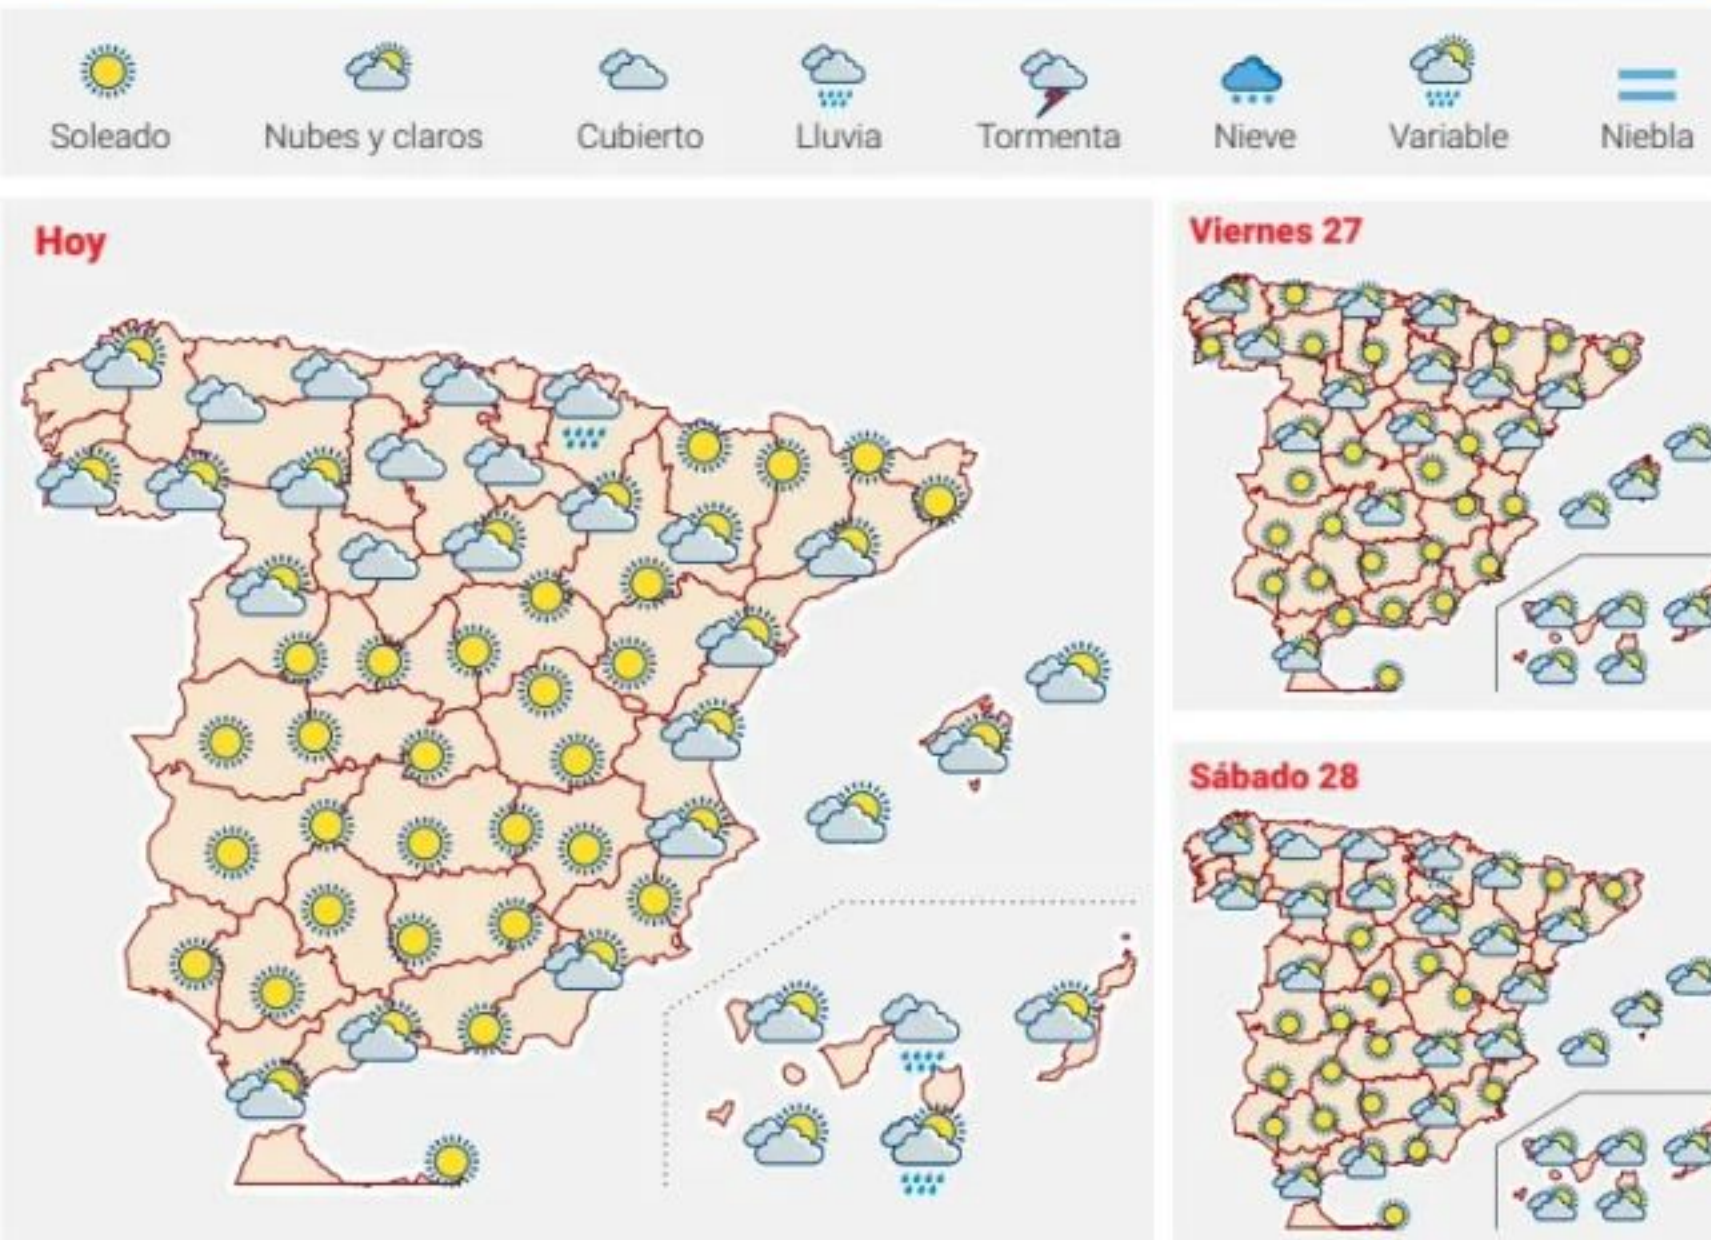 Soleado Nubes y claros Cubierto Lluvia Tormenta Nieve Variable Niebla
Hoy
Viernes 27
Sábado 28